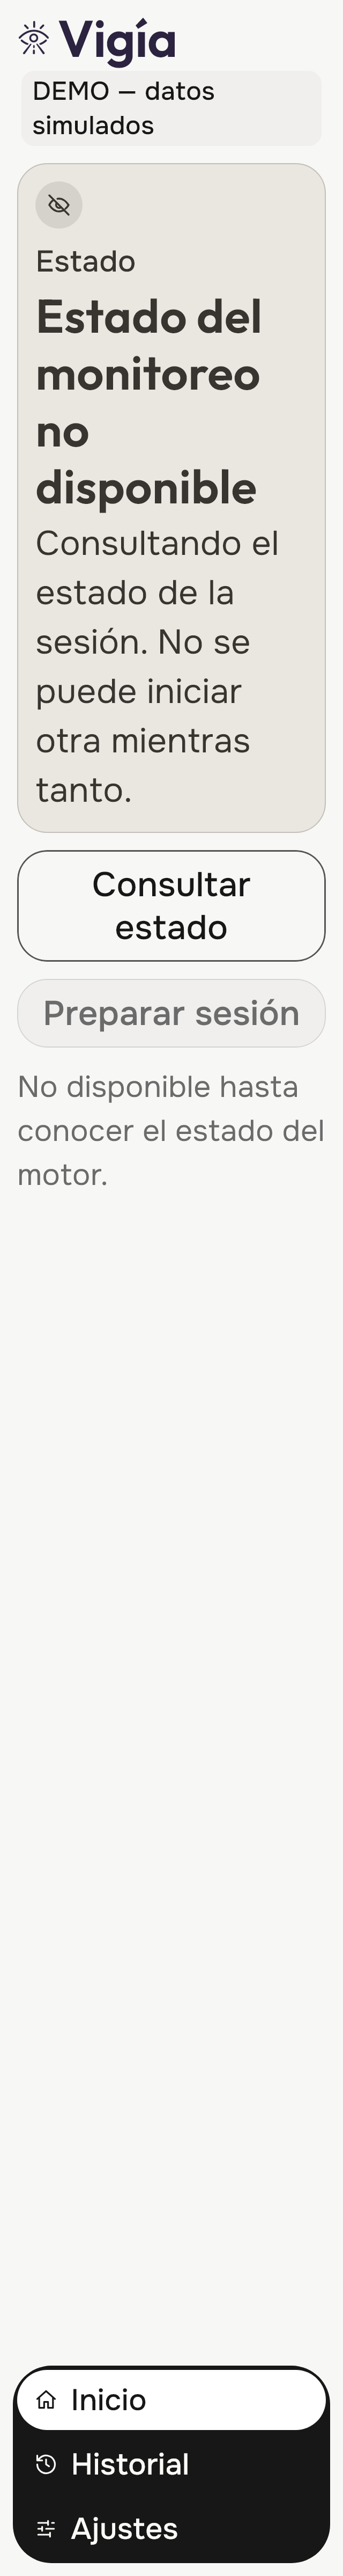 Vigía
DEMO — datos
simulados
Estado
Estado del
monitoreo
no
disponible
Consultando el
estado de la
sesión. No se
puede iniciar
otra mientras
tanto.
Consultar
estado
Preparar sesión
No disponible hasta
conocer el estado del
motor.
Inicio
Historial
Ajustes